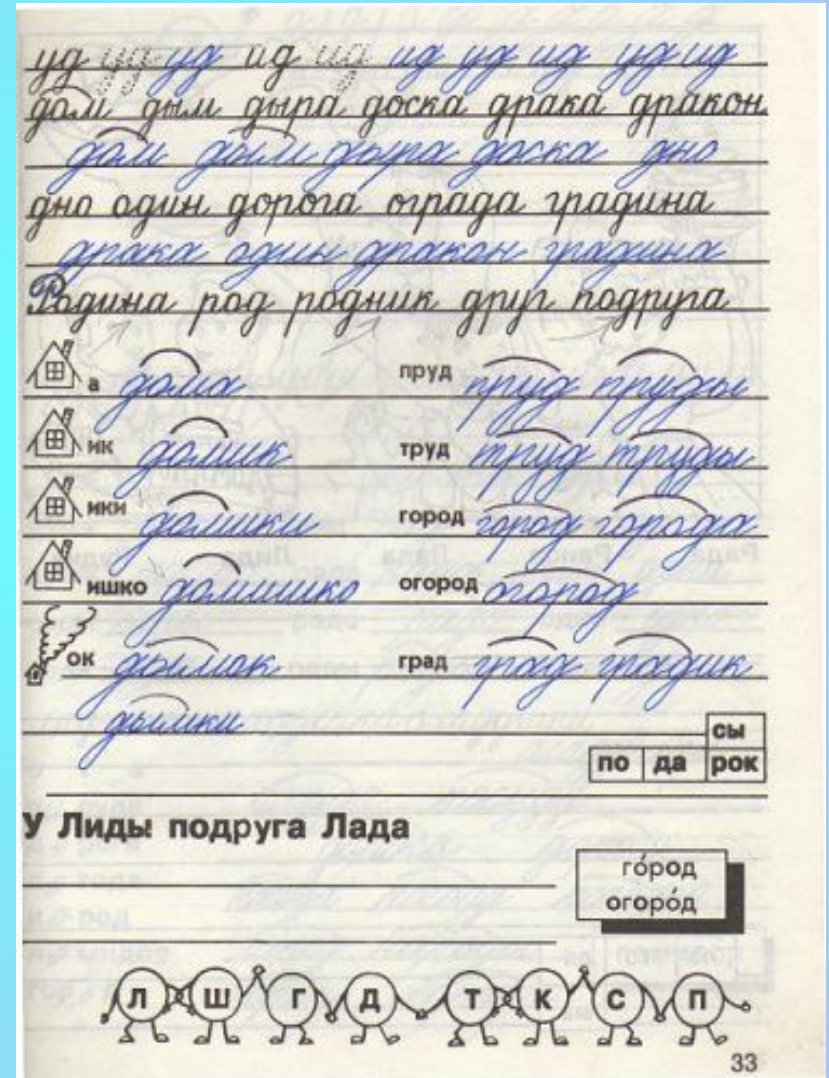 уд уд уд ид ид ид уд ид уд ид
дом дым дыра доска драка дракон
дом дым дыра доска дно
дно один дорога ограда градина
драка один дракон градина
Родина род родник друг подруга
а дома пруд пруд пруды
ик домик труд труд труды
ики домики город город города
ишко домишко огород огород
ок дымок град град градик
дымки
сы
по да рок
У Лиды подруга Лада
го́род
огоро́д
Л Ш Г Д Т К С П
33